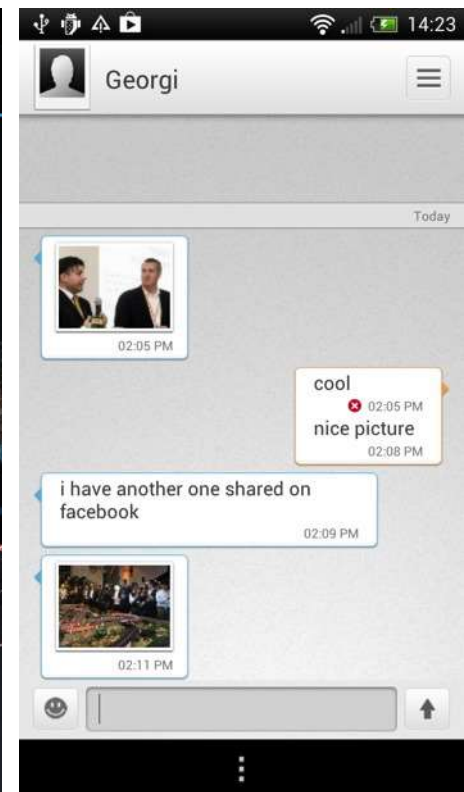 14:23
Georgi
Today
02:05 PM
cool
02:05 PM
nice picture
02:08 PM
i have another one shared on
facebook
02:09 PM
02:11 PM